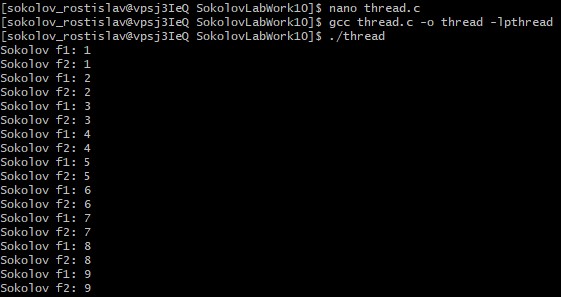 [sokolov_rostislav@vpsj3IeQ SokolovLabWork10]$ nano thread.c
[sokolov_rostislav@vpsj3IeQ SokolovLabWork10]$ gcc thread.c -o thread -lpthread
[sokolov_rostislav@vpsj3IeQ SokolovLabWork10]$ ./thread
Sokolov f1: 1
Sokolov f2: 1
Sokolov f1: 2
Sokolov f2: 2
Sokolov f1: 3
Sokolov f2: 3
Sokolov f1: 4
Sokolov f2: 4
Sokolov f1: 5
Sokolov f2: 5
Sokolov f1: 6
Sokolov f2: 6
Sokolov f1: 7
Sokolov f2: 7
Sokolov f1: 8
Sokolov f2: 8
Sokolov f1: 9
Sokolov f2: 9